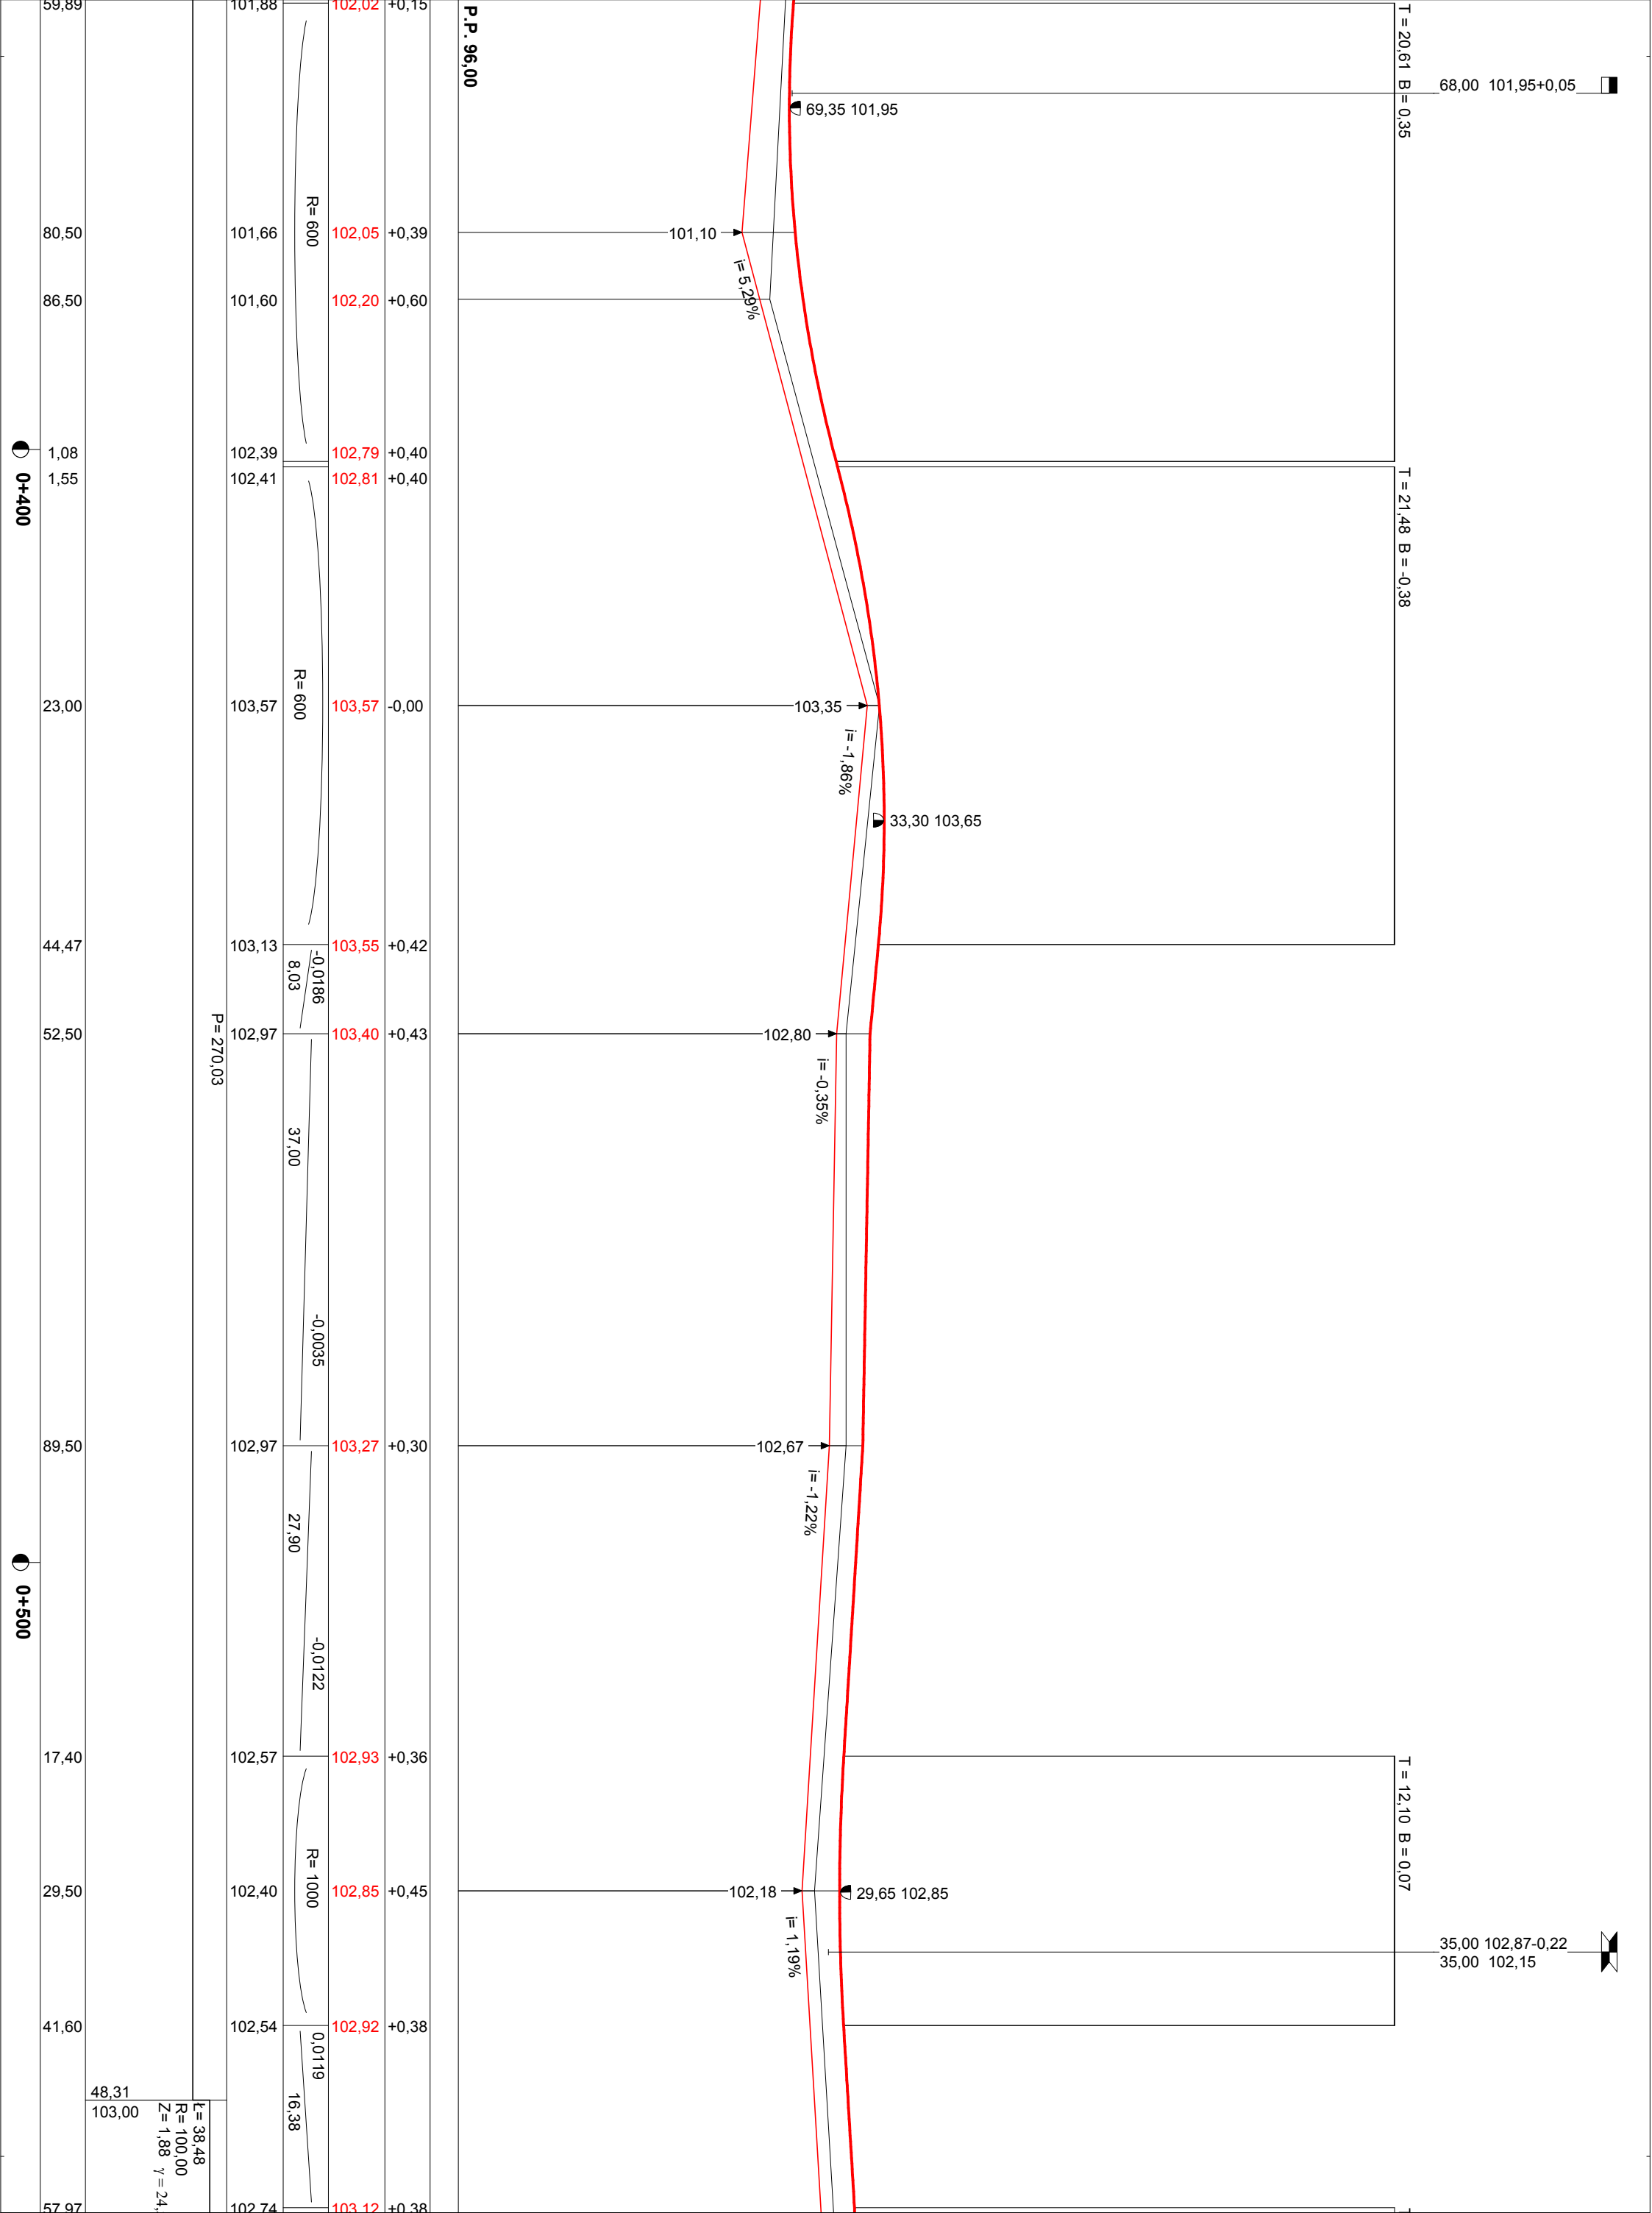 59,89 101,88 102,02 +0,15
P.P. 96,00
T = 20,61 B = 0,35
68,00 101,95+0,05
69,35 101,95
R= 600
80,50 101,66 102,05 +0,39 101,10
i= 5,29%
86,50 101,60 102,20 +0,60
0+400
1,08 102,39 102,79 +0,40
1,55 102,41 102,81 +0,40
T = 21,48 B = -0,38
R= 600
23,00 103,57 103,57 -0,00 103,35
i= -1,86%
33,30 103,65
44,47 103,13 103,55 +0,42
-0,0186
8,03
P= 270,03
52,50 102,97 103,40 +0,43 102,80
i= -0,35%
37,00
-0,0035
89,50 102,97 103,27 +0,30 102,67
i= -1,22%
27,90
-0,0122
0+500
17,40 102,57 102,93 +0,36
T = 12,10 B = 0,07
R= 1000
29,50 102,40 102,85 +0,45 102,18
29,65 102,85
i= 1,19%
35,00 102,87-0,22
35,00 102,15
41,60 102,54 102,92 +0,38
0,0119
16,38
48,31
103,00
Ł= 38,48
R= 100,00
Z= 1,88 γ = 24,
57,97 102,74 103,12 +0,38